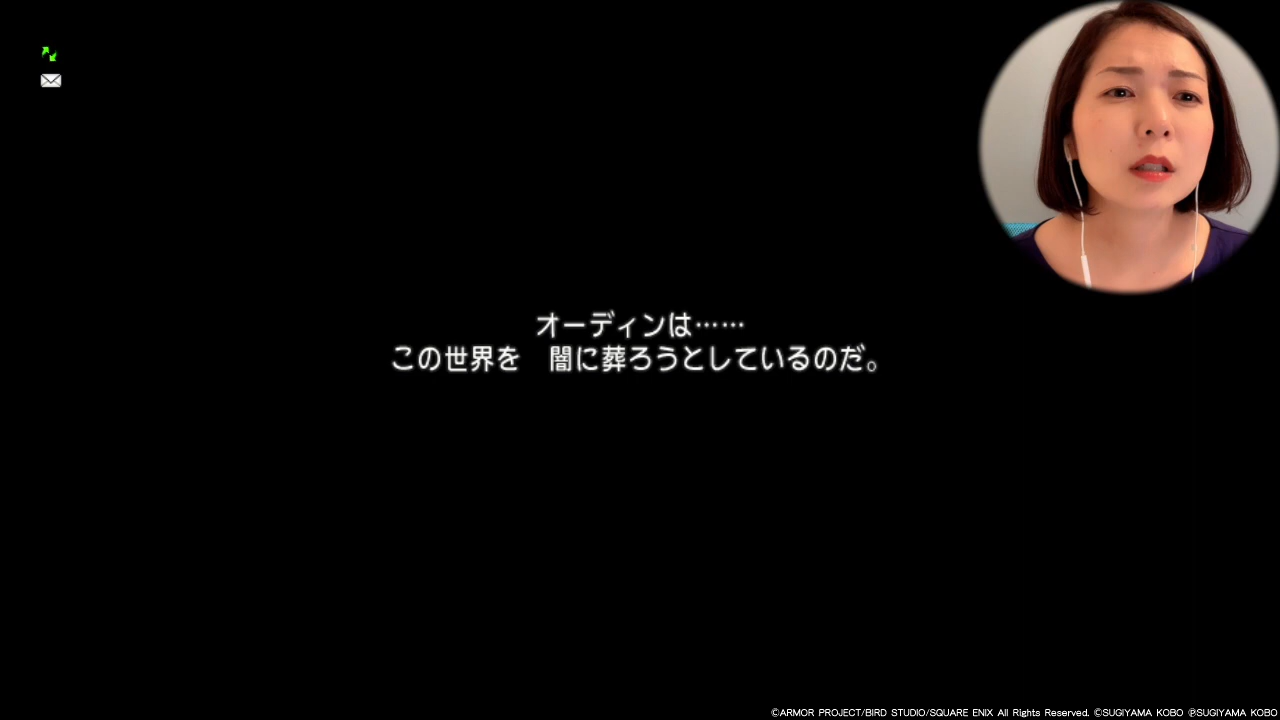 オーディンは……
この世界を　闇に葬ろうとしているのだ。
©ARMOR PROJECT/BIRD STUDIO/SQUARE ENIX All Rights Reserved. ©SUGIYAMA KOBO ℗SUGIYAMA KOBO